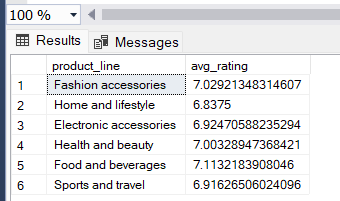 100 %
Results Messages
product_line avg_rating
1 Fashion accessories 7.02921348314607
2 Home and lifestyle 6.8375
3 Electronic accessories 6.92470588235294
4 Health and beauty 7.00328947368421
5 Food and beverages 7.1132183908046
6 Sports and travel 6.91626506024096